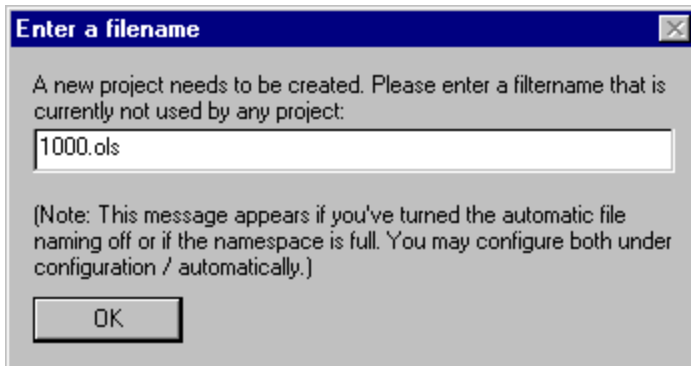 Enter a filename
A new project needs to be created. Please enter a filtername that is
currently not used by any project:
1000.ols
(Note: This message appears if you've turned the automatic file
naming off or if the namespace is full. You may configure both under
configuration / automatically.)
OK